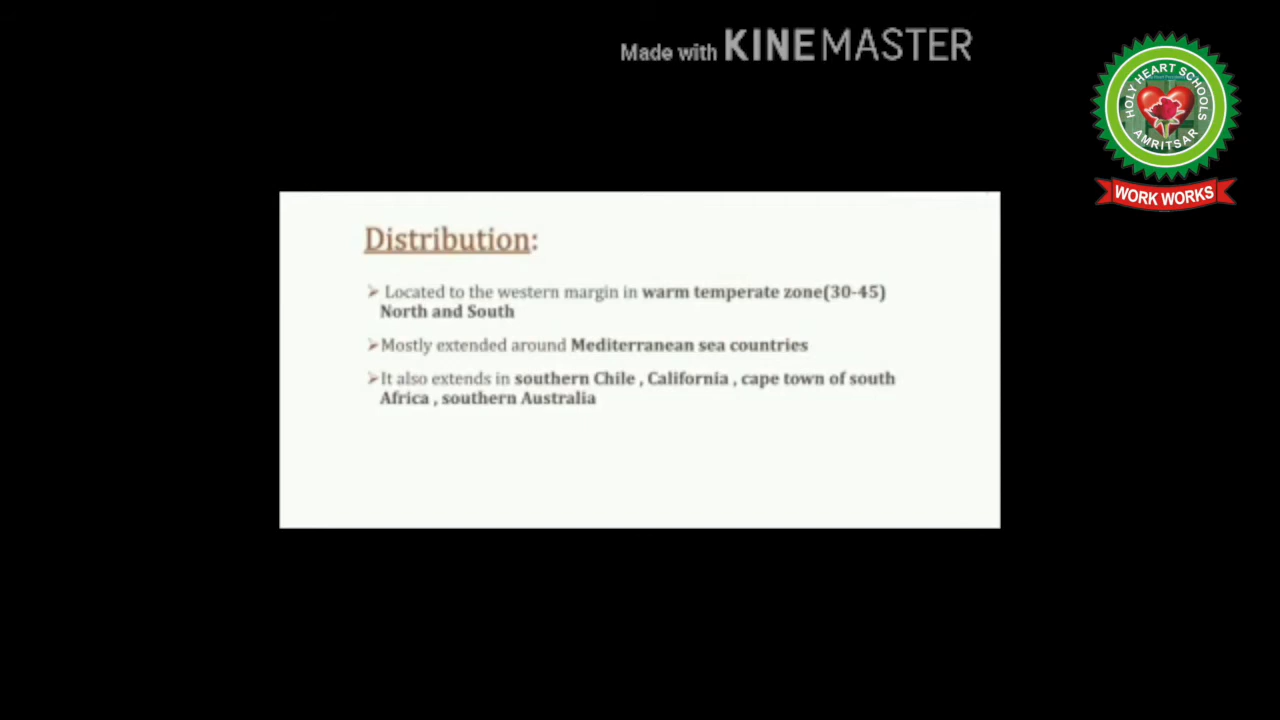 Made with KINEMASTER
HOLY HEART SCHOOLS
AMRITSAR
WORK WORKS
Distribution:
➢ Located to the western margin in warm temperate zone(30-45)
North and South
➢Mostly extended around Mediterranean sea countries
➢It also extends in southern Chile , California , cape town of south
Africa , southern Australia